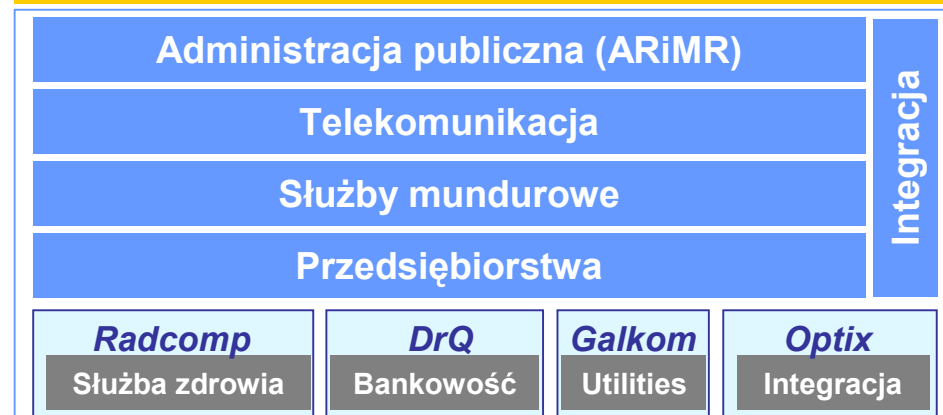 Administracja publiczna (ARiMR)
Telekomunikacja
Służby mundurowe
Przedsiębiorstwa
Integracja
Radcomp
Służba zdrowia
DrQ
Bankowość
Galkom
Utilities
Optix
Integracja